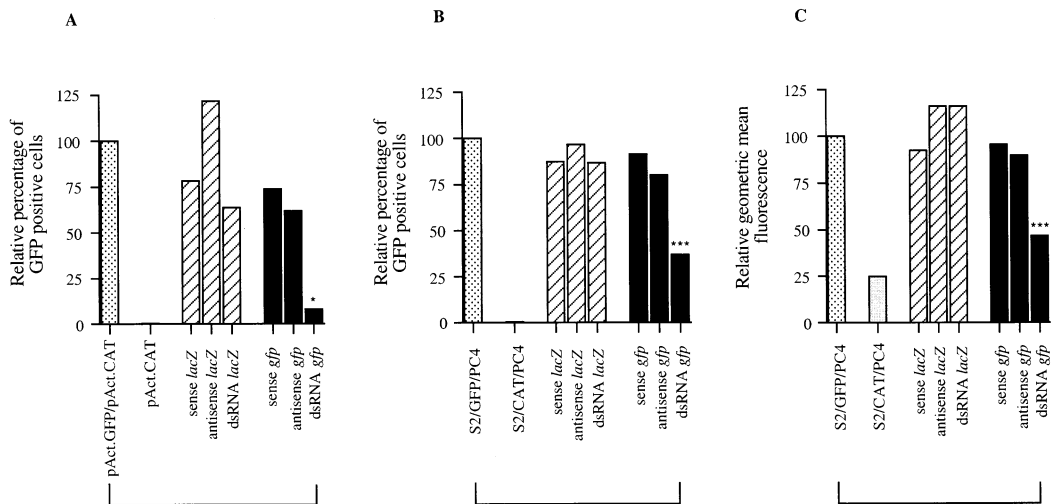 A
B
C
Relative percentage of
GFP positive cells
125
100
75
50
25
0
pAct.GFP/pAct.CAT
pAct.CAT
sense lacZ
antisense lacZ
dsRNA lacZ
sense gfp
antisense gfp
dsRNA gfp
*
Relative percentage of
GFP positive cells
125
100
75
50
25
0
S2/GFP/PC4
S2/CAT/PC4
sense lacZ
antisense lacZ
dsRNA lacZ
sense gfp
antisense gfp
dsRNA gfp
***
Relative geometric mean
fluorescence
125
100
75
50
25
0
S2/GFP/PC4
S2/CAT/PC4
sense lacZ
antisense lacZ
dsRNA lacZ
sense gfp
antisense gfp
dsRNA gfp
***